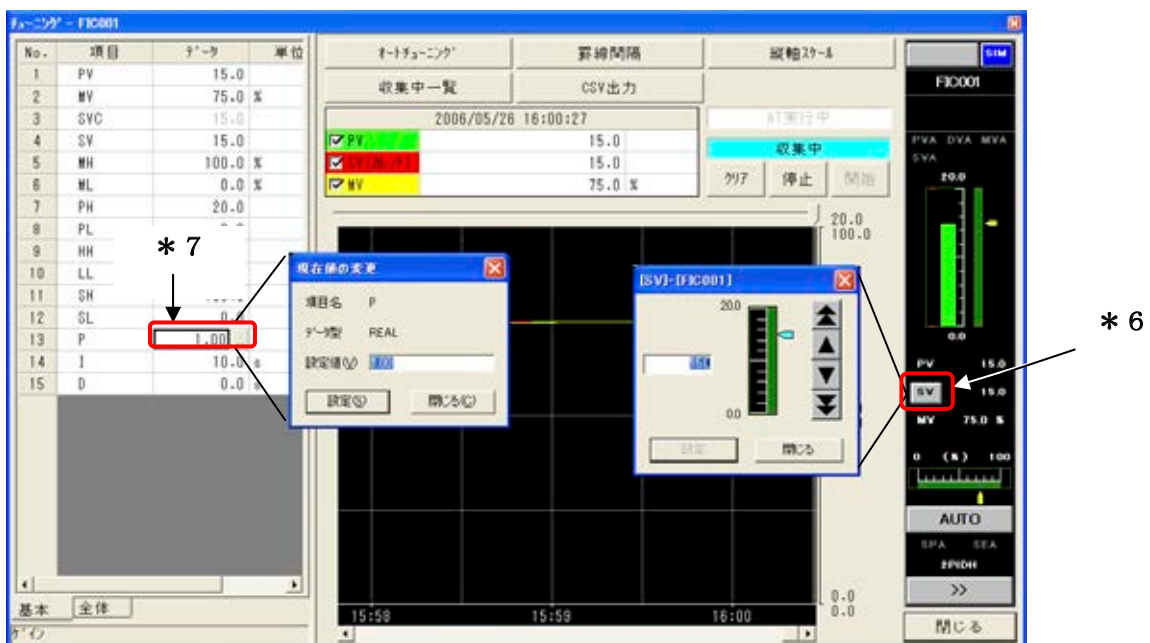 チューニング - FIC001
No. 項目 データ 単位
1 PV 15.0
2 MV 75.0 %
3 SVC 15.0
4 SV 15.0
5 MH 100.0 %
6 ML 0.0 %
7 PH 20.0
8 PL
9 HH
10 LL
11 SH
12 SL 0.0
13 P 1.00
14 I 10.0 s
15 D 0.0 s
基本 全体
ゲイン
＊7
オートチューニング 罫線間隔 縦軸スケール
収集中一覧 CSV出力
2006/05/26 16:00:27
AT実行中
PV 15.0
15.0
MV 75.0 %
収集中
クリア 停止 開始
20.0
100.0
現在値の変更
項目名 P
データ型 REAL
設定値(V) 1.00
設定(S) 閉じる(C)
[SV]-[FIC001]
20.0
15.0
0.0
設定 閉じる
0.0
0.0
15:58 15:59 16:00
SIM
FIC001
PVA DVA MVA
SVA
20.0
0.0
PV 15.0
SV 15.0
MV 75.0 %
0 (%) 100
AUTO
SPA SEA
2PIDH
>>
閉じる
＊6